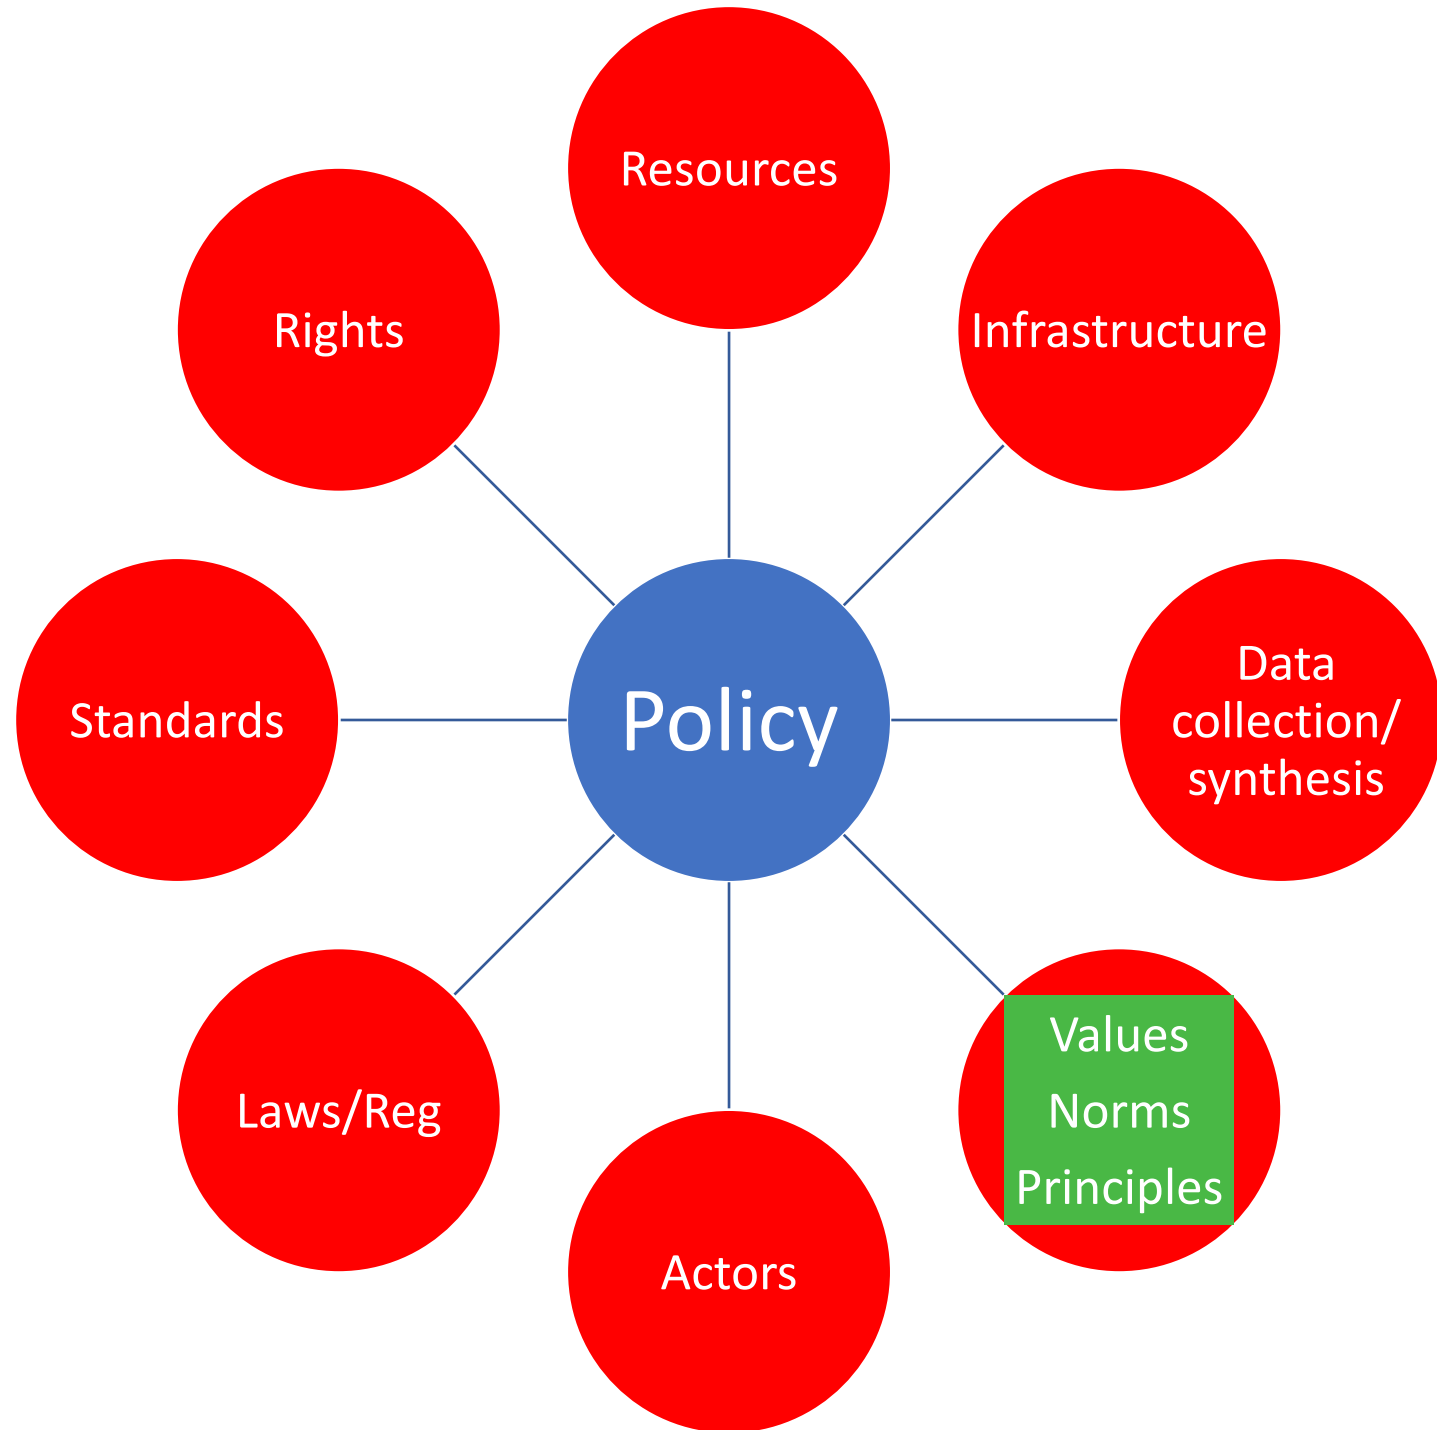 Resources
Rights
Infrastructure
Data
collection/
synthesis
Standards
Policy
Values
Norms
Principles
Laws/Reg
Actors